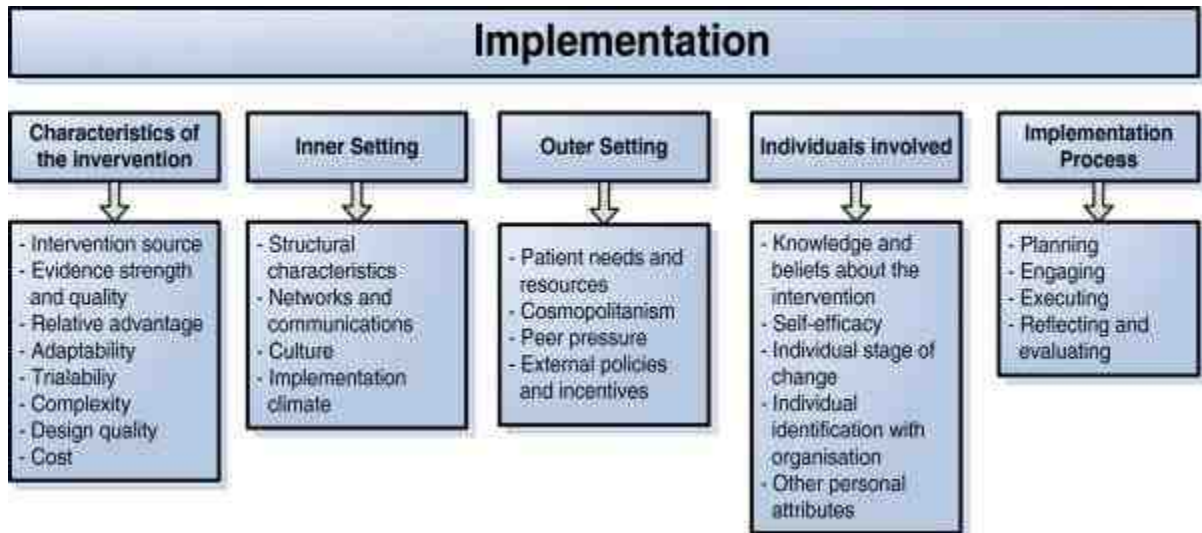 Implementation
Characteristics of
the invervention
- Intervention source
- Evidence strength
and quality
- Relative advantage
- Adaptability
- Trialabiliy
- Complexity
- Design quality
- Cost
Inner Setting
- Structural
characteristics
- Networks and
communications
- Culture
- Implementation
climate
Outer Setting
- Patient needs and
resources
- Cosmopolitanism
- Peer pressure
- External policies
and incentives
Individuals involved
- Knowledge and
beliefs about the
intervention
- Self-efficacy
- Individual stage of
change
- Individual
identification with
organisation
- Other personal
attributes
Implementation
Process
- Planning
- Engaging
- Executing
- Reflecting and
evaluating